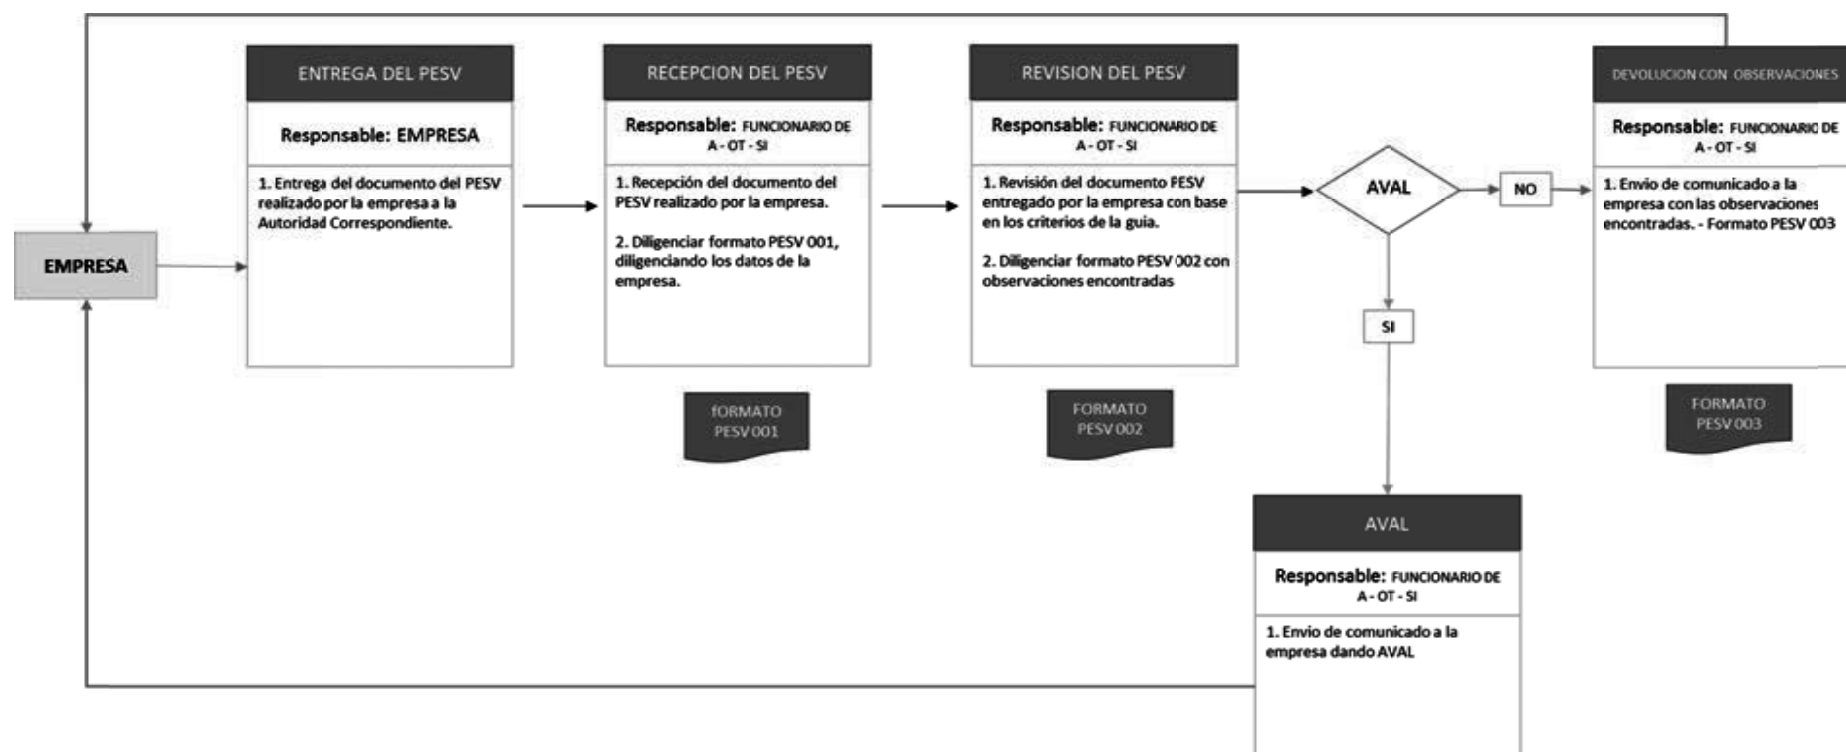 EMPRESA
ENTREGA DEL PESV
Responsable: EMPRESA
1. Entrega del documento del PESV
realizado por la empresa a la
Autoridad Correspondiente.
RECEPCION DEL PESV
Responsable: FUNCIONARIO DE
A - OT - SI
1. Recepción del documento del
PESV realizado por la empresa.
2. Diligenciar formato PESV 001,
diligenciando los datos de la
empresa.
fORMATO
PESV 001
REVISION DEL PESV
Responsable: FUNCIONARIO DE
A - OT - SI
1. Revisión del documento PESV
entregado por la empresa con base
en los criterios de la guia.
2. Diligenciar formato PESV 002 con
observaciones encontradas
FORMATO
PESV 002
AVAL
NO
SI
DEVOLUCION CON OBSERVACIONES
Responsable: FUNCIONARIO DE
A - OT - SI
1. Envio de comunicado a la
empresa con las observaciones
encontradas. - Formato PESV 003
FORMATO
PESV 003
AVAL
Responsable: FUNCIONARIO DE
A - OT - SI
1. Envio de comunicado a la
empresa dando AVAL